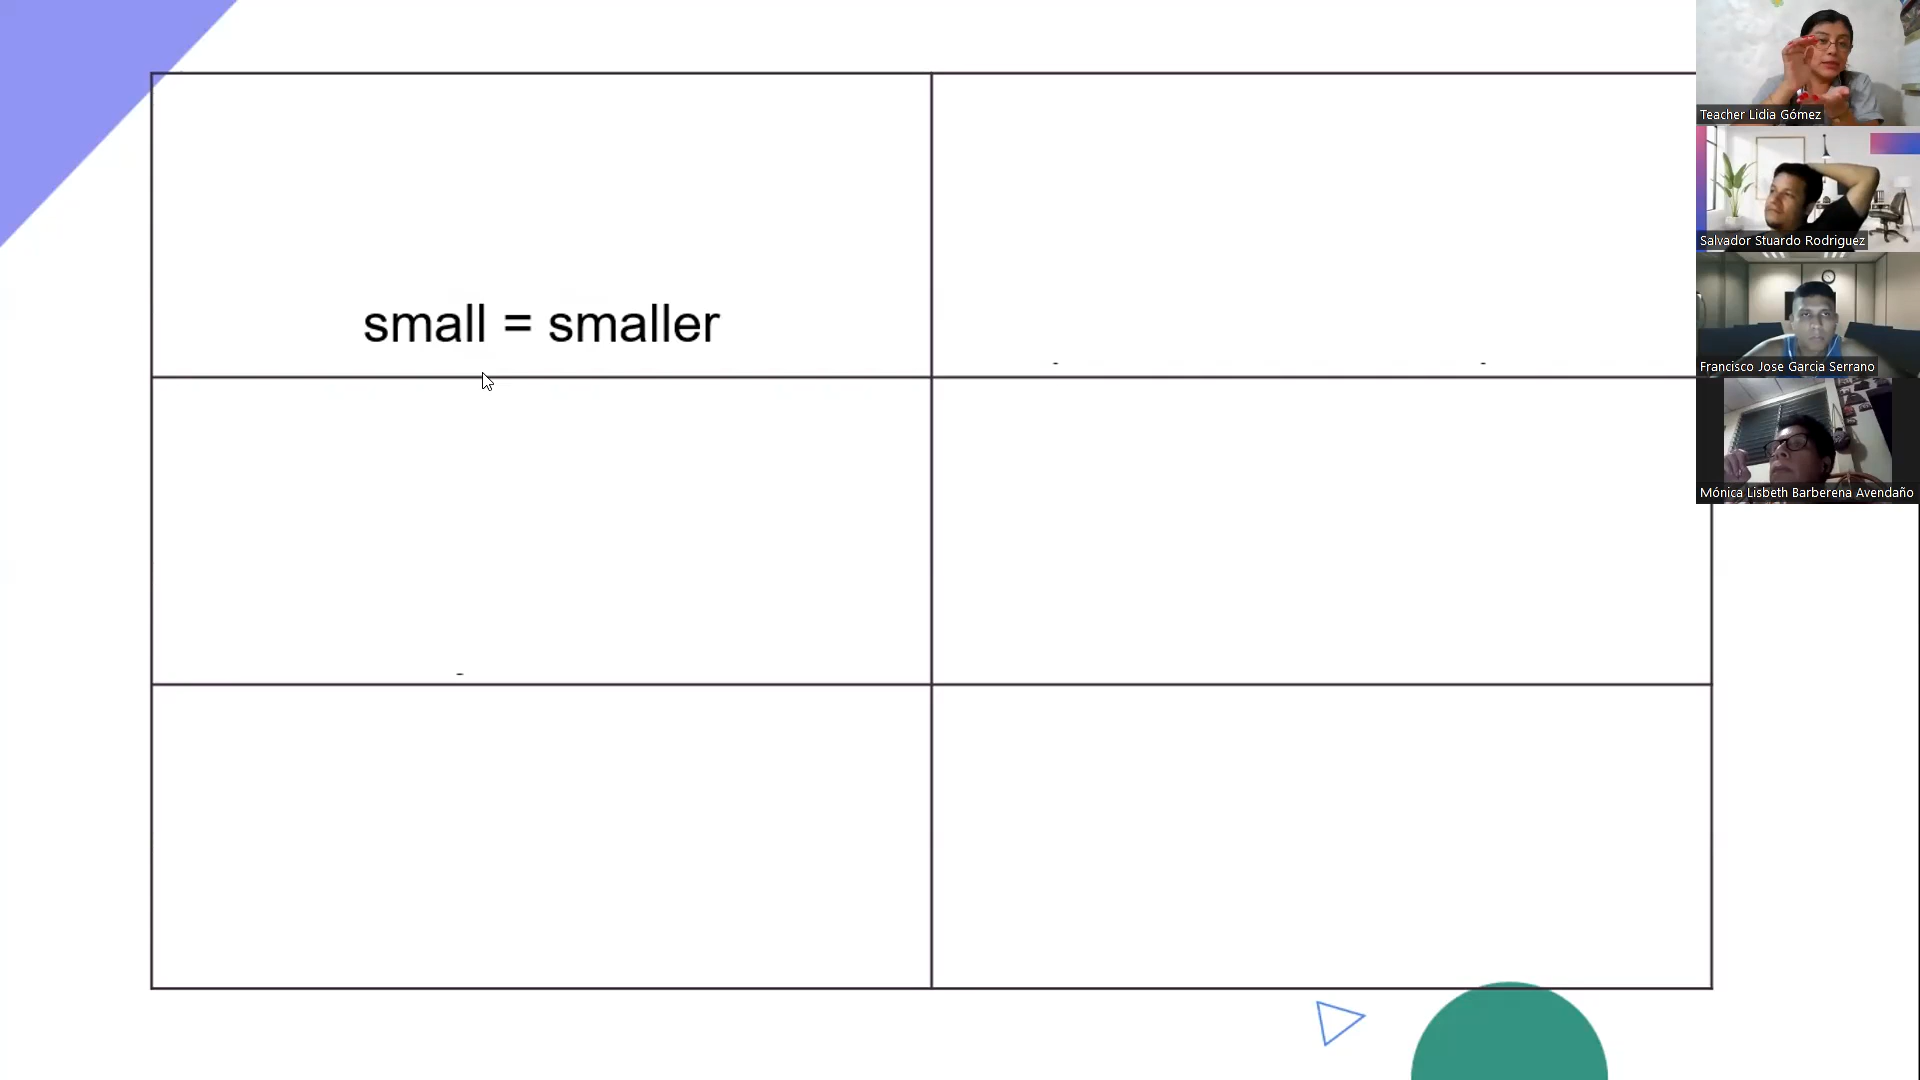 small = smaller
Teacher Lidia Gómez
Salvador Stuardo Rodriguez
Francisco Jose Garcia Serrano
Mónica Lisbeth Barberena Avendaño